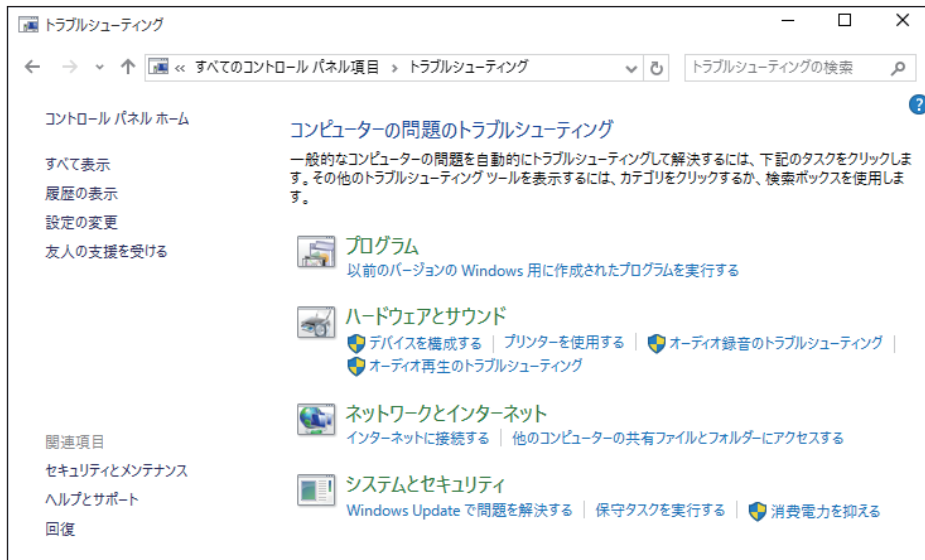 トラブルシューティング
« すべてのコントロール パネル項目 › トラブルシューティング
トラブルシューティングの検索
?
コントロール パネル ホーム
すべて表示
履歴の表示
設定の変更
友人の支援を受ける
関連項目
セキュリティとメンテナンス
ヘルプとサポート
回復
コンピューターの問題のトラブルシューティング
一般的なコンピューターの問題を自動的にトラブルシューティングして解決するには、下記のタスクをクリックしま
す。その他のトラブルシューティング ツールを表示するには、カテゴリをクリックするか、検索ボックスを使用しま
す。
プログラム
以前のバージョンの Windows 用に作成されたプログラムを実行する
ハードウェアとサウンド
デバイスを構成する | プリンターを使用する | オーディオ録音のトラブルシューティング |
オーディオ再生のトラブルシューティング
ネットワークとインターネット
インターネットに接続する | 他のコンピューターの共有ファイルとフォルダーにアクセスする
システムとセキュリティ
Windows Update で問題を解決する | 保守タスクを実行する | 消費電力を抑える